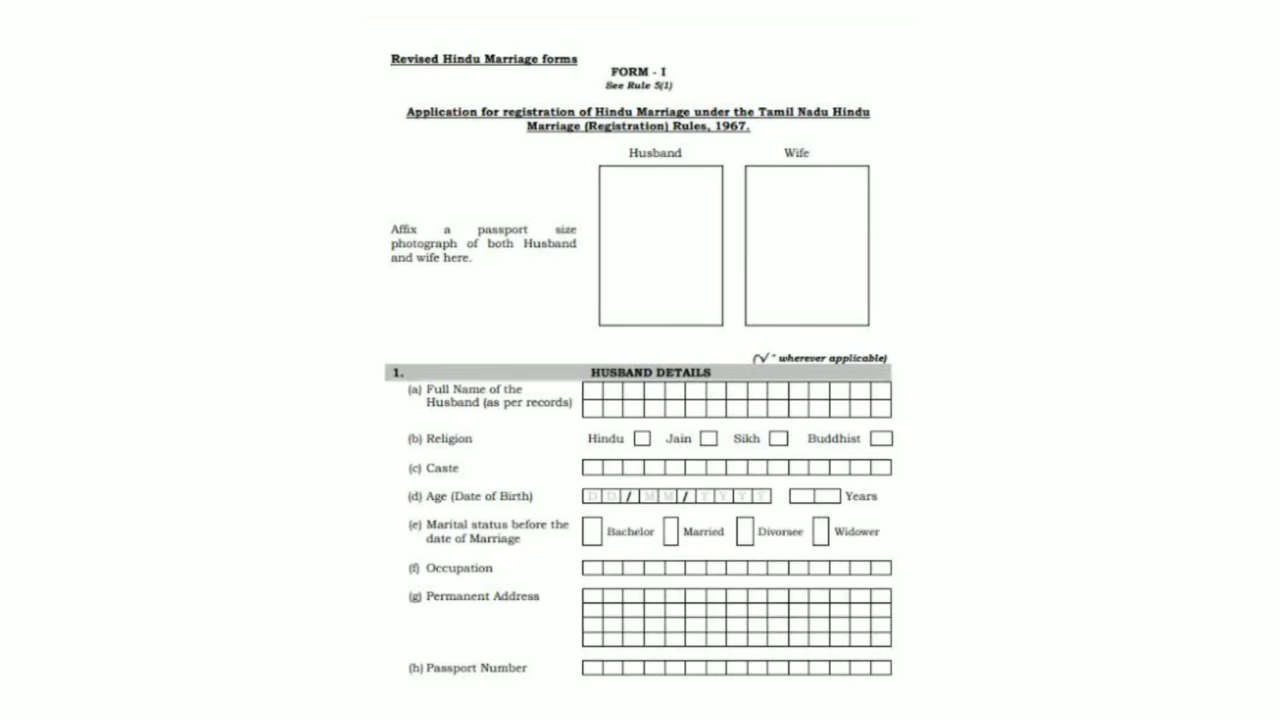 Revised Hindu Marriage forms
FORM - I
See Rule 5(1)
Application for registration of Hindu Marriage under the Tamil Nadu Hindu
Marriage (Registration) Rules, 1967.
Husband Wife
Affix a passport size
photograph of both Husband
and wife here.
(√ " wherever applicable)
1. HUSBAND DETAILS
(a) Full Name of the
Husband (as per records)
(b) Religion Hindu Jain Sikh Buddhist
(c) Caste
(d) Age (Date of Birth) D D / M M / Y Y Y Y Years
(e) Marital status before the
date of Marriage Bachelor Married Divorsee Widower
(f) Occupation
(g) Permanent Address
(h) Passport Number